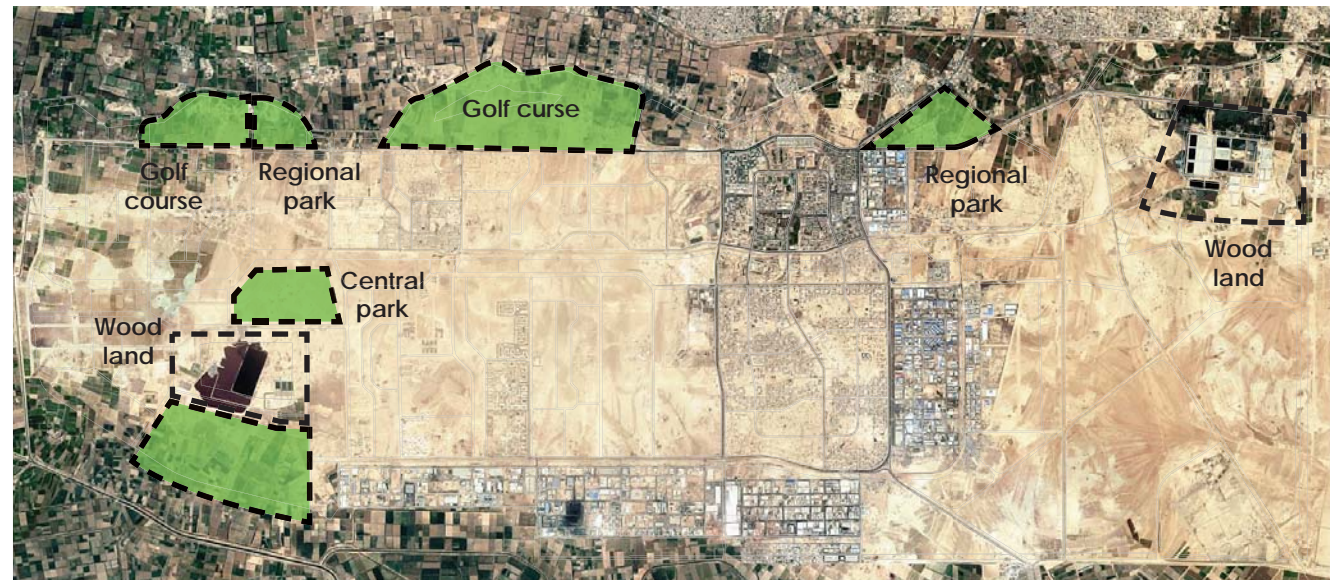 Golf curse
Golf
course
Regional
park
Regional
park
Wood
land
Central
park
Wood
land